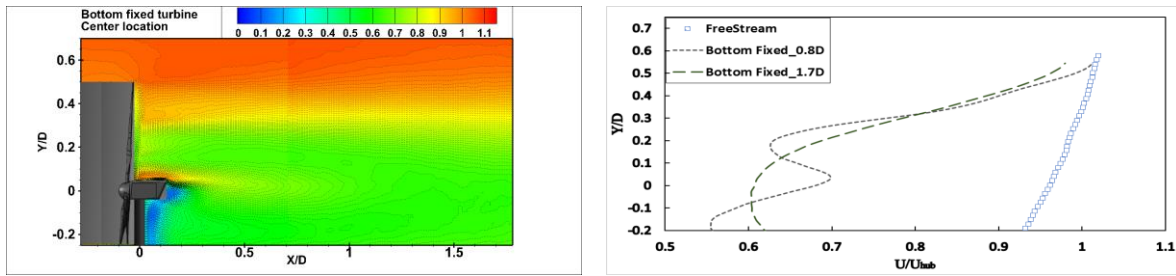 Bottom fixed turbine
Center location
0 0.1 0.2 0.3 0.4 0.5 0.6 0.7 0.8 0.9 1 1.1
Y/D
0.6
0.4
0.2
0
-0.2
0 0.5 1 1.5
X/D
FreeStream
Bottom Fixed_0.8D
Bottom Fixed_1.7D
Y/D
0.75
0.7
0.6
0.5
0.4
0.3
0.2
0.1
0
-0.1
-0.2
0.5 0.6 0.7 0.8 0.9 1 1.1
U/Uhub